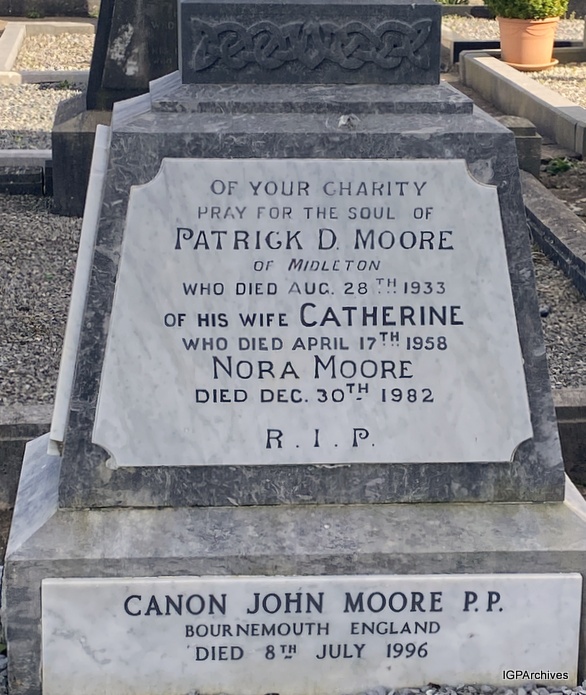 OF YOUR CHARITY
PRAY FOR THE SOUL OF
PATRICK D. MOORE
OF MIDLETON
WHO DIED AUG. 28TH 1933
OF HIS WIFE CATHERINE
WHO DIED APRIL 17TH 1958
NORA MOORE
DIED DEC. 30TH 1982
R. I. P.
CANON JOHN MOORE P.P.
BOURNEMOUTH ENGLAND
DIED 8TH JULY 1996
IGPArchives